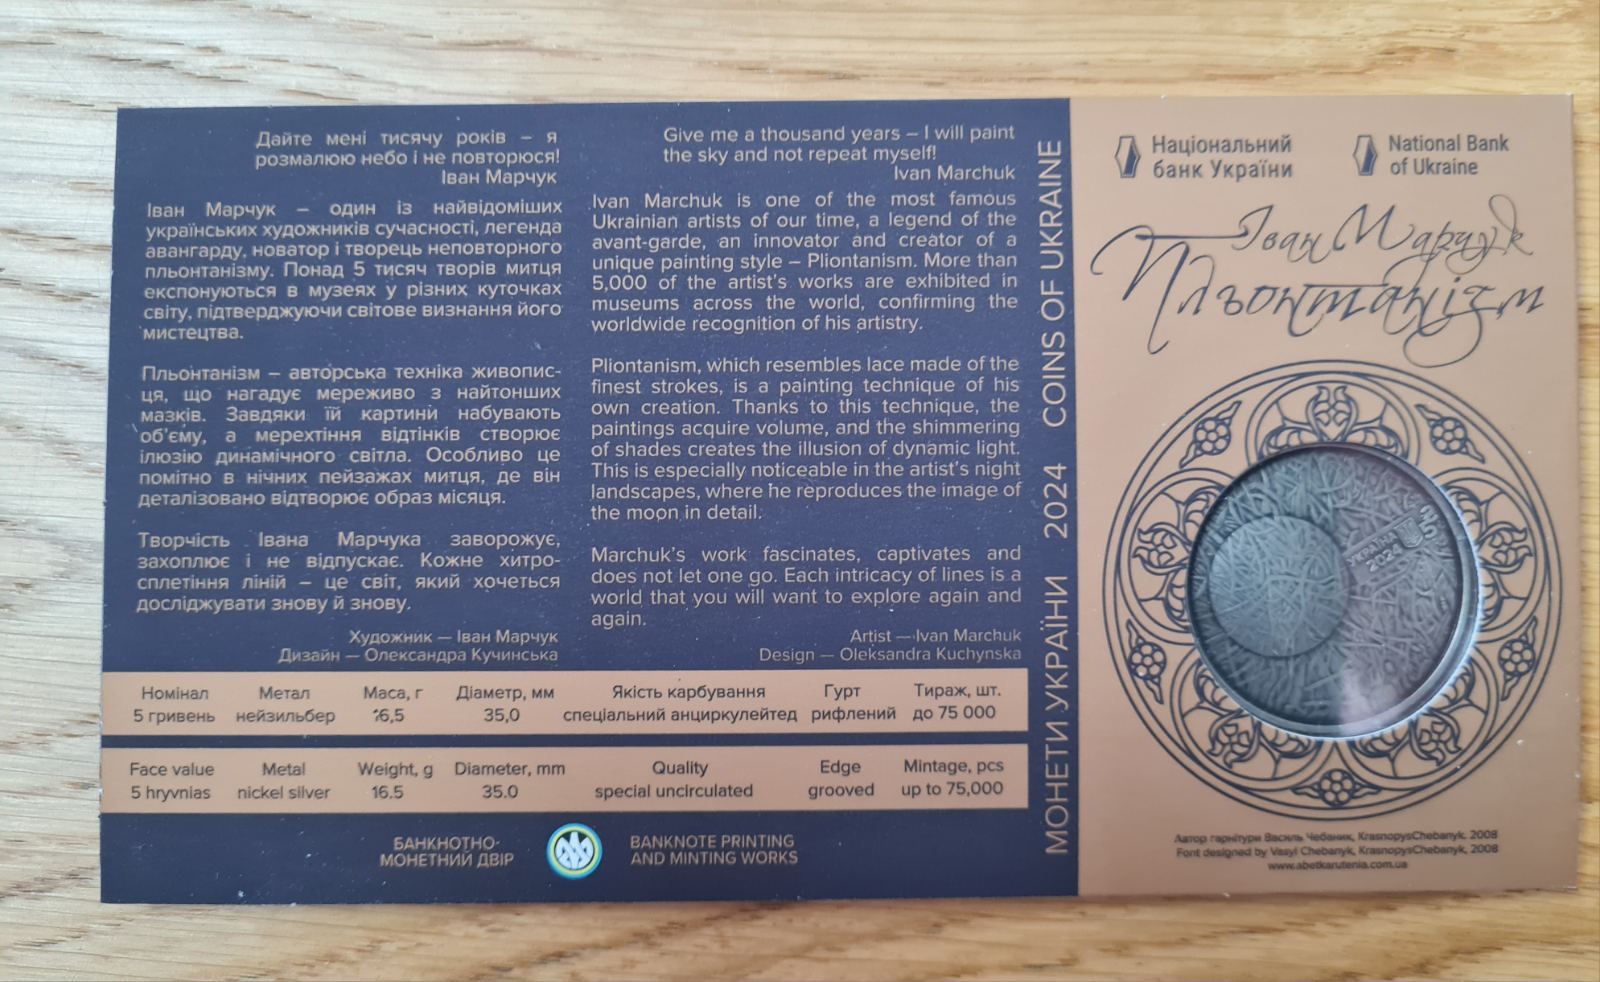 Дайте мені тисячу років – я
розмалюю небо і не повторюся!
Іван Марчук
Іван Марчук – один із найвідоміших
українських художників сучасності, легенда
авангарду, новатор і творець неповторного
пльонтанізму. Понад 5 тисяч творів митця
експонуються в музеях у різних куточках
світу, підтверджуючи світове визнання його
мистецтва.
Пльонтанізм – авторська техніка живопис-
ця, що нагадує мереживо з найтонших
мазків. Завдяки їй картини набувають
об'єму, а мерехтіння відтінків створює
ілюзію динамічного світла. Особливо це
помітно в нічних пейзажах митця, де він
деталізовано відтворює образ місяця.
Творчість Івана Марчука заворожує,
захоплює і не відпускає. Кожне хитро-
сплетіння ліній – це світ, який хочеться
досліджувати знову й знову.
Художник — Іван Марчук
Дизайн — Олександра Кучинська
Give me a thousand years – I will paint
the sky and not repeat myself!
Ivan Marchuk
Ivan Marchuk is one of the most famous
Ukrainian artists of our time, a legend of the
avant-garde, an innovator and creator of a
unique painting style – Pliontanism. More than
5,000 of the artist's works are exhibited in
museums across the world, confirming the
worldwide recognition of his artistry.
Pliontanism, which resembles lace made of the
finest strokes, is a painting technique of his
own creation. Thanks to this technique, the
paintings acquire volume, and the shimmering
of shades creates the illusion of dynamic light.
This is especially noticeable in the artist's night
landscapes, where he reproduces the image of
the moon in detail.
Marchuk's work fascinates, captivates and
does not let one go. Each intricacy of lines is a
world that you will want to explore again and
again.
Artist — Ivan Marchuk
Design — Oleksandra Kuchynska
Номінал Метал Маса, г Діаметр, мм Якість карбування Гурт Тираж, шт.
5 гривень нейзильбер 16,5 35,0 спеціальний анциркулейтед рифлений до 75 000
Face value Metal Weight, g Diameter, mm Quality Edge Mintage, pcs
5 hryvnias nickel silver 16.5 35.0 special uncirculated grooved up to 75,000
БАНКНОТНО-
МОНЕТНИЙ ДВІР
BANKNOTE PRINTING
AND MINTING WORKS
МОНЕТИ УКРАЇНИ 2024 COINS OF UKRAINE
Національний
банк України
National Bank
of Ukraine
Іван Марчук
Пльонтанізм
УКРАЇНА
2024
5
Автор гарнітури Василь Чебаник, KrasnopysChebanyk, 2008
Font designed by Vasyl Chebanyk, KrasnopysChebanyk, 2008
www.abetkarutenia.com.ua